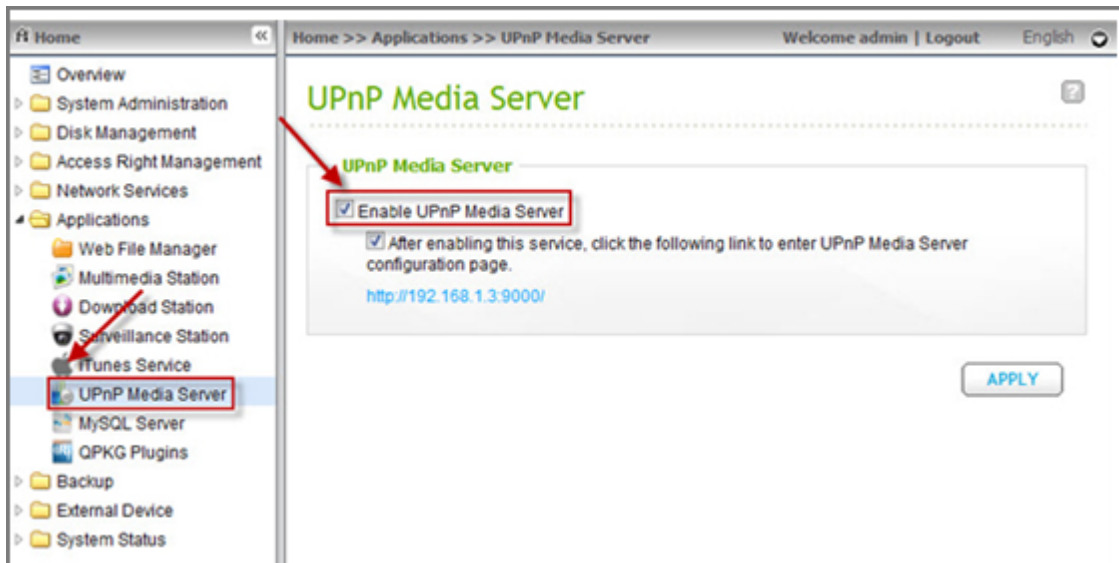 Home
Home >> Applications >> UPnP Media Server
Welcome admin | Logout
English
Overview
System Administration
Disk Management
Access Right Management
Network Services
Applications
Web File Manager
Multimedia Station
Download Station
Surveillance Station
iTunes Service
UPnP Media Server
MySQL Server
QPKG Plugins
Backup
External Device
System Status
UPnP Media Server
?
UPnP Media Server
Enable UPnP Media Server
After enabling this service, click the following link to enter UPnP Media Server
configuration page.
http://192.168.1.3:9000/
APPLY